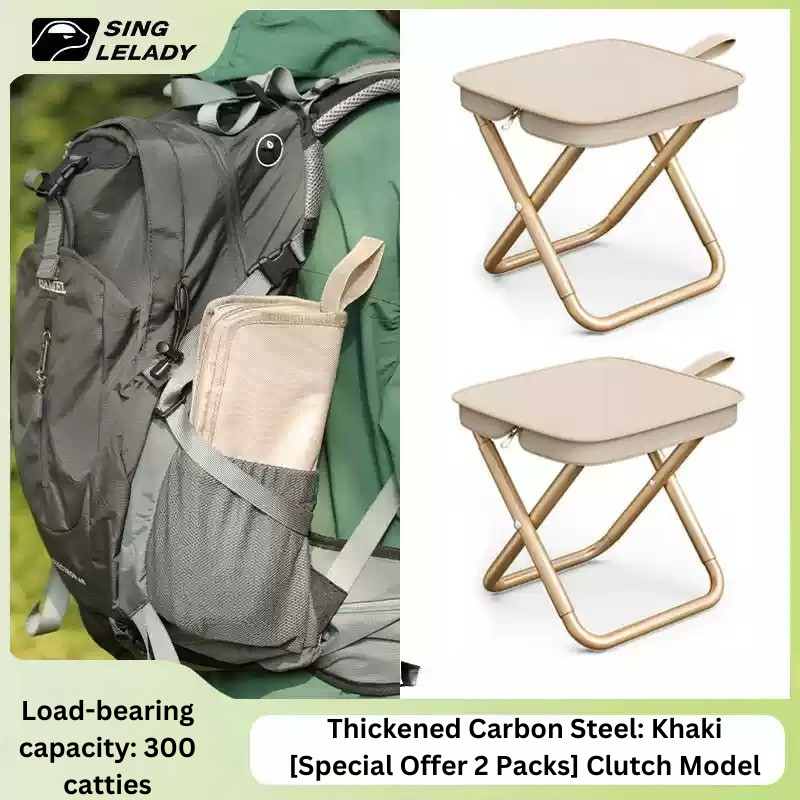 SING
LELADY
Load-bearing
capacity: 300
catties
Thickened Carbon Steel: Khaki
[Special Offer 2 Packs] Clutch Model